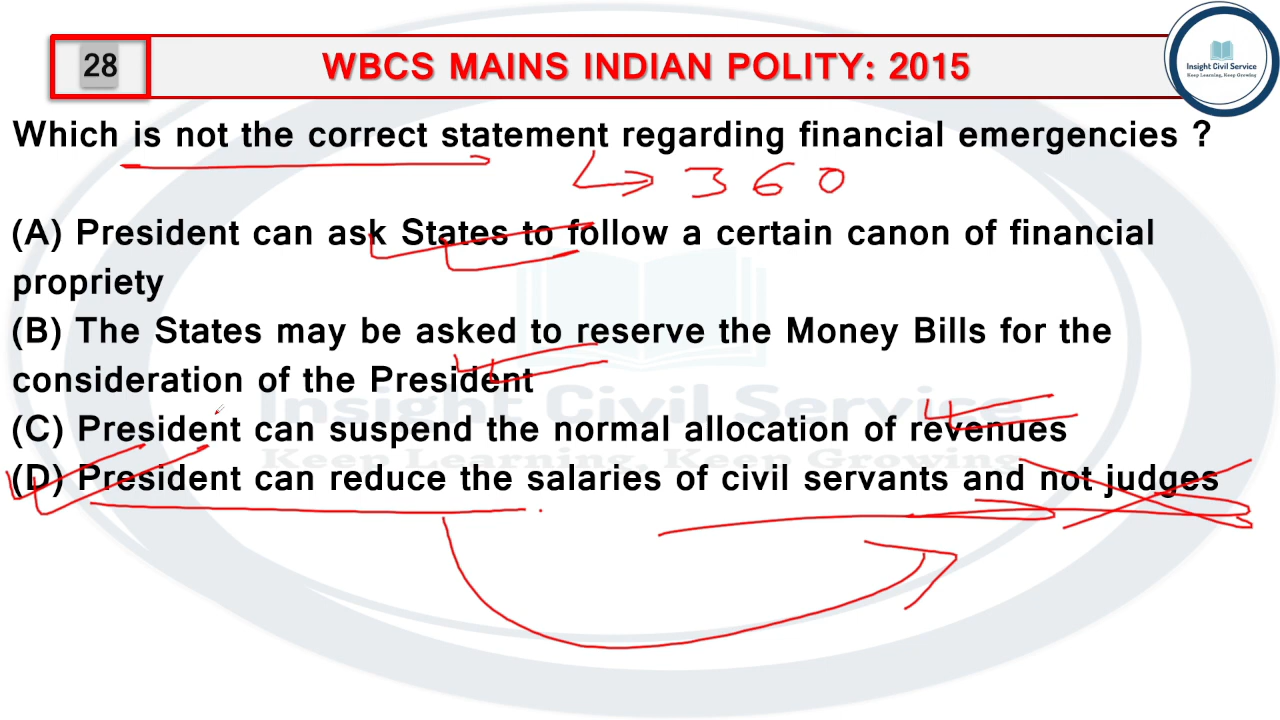 28
WBCS MAINS INDIAN POLITY: 2015
Insight Civil Service
Keep Learning, Keep Growing
Which is not the correct statement regarding financial emergencies ?
360
(A) President can ask States to follow a certain canon of financial
propriety
(B) The States may be asked to reserve the Money Bills for the
consideration of the President
Insight Civil Service
(C) President can suspend the normal allocation of revenues
Keep Learning, Keep Growing
(D) President can reduce the salaries of civil servants and not judges